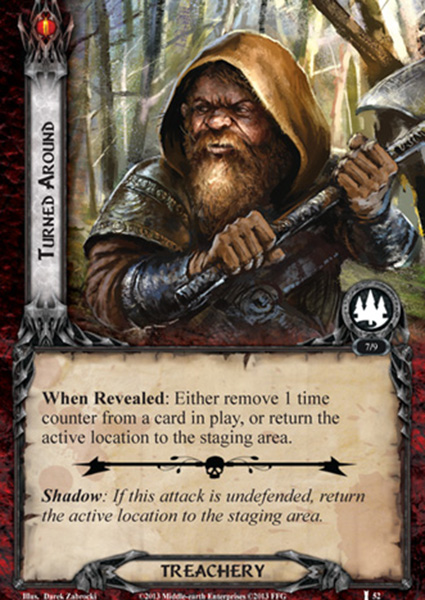 TURNED AROUND
7/9
When Revealed: Either remove 1 time
counter from a card in play, or return the
active location to the staging area.
Shadow: If this attack is undefended, return
the active location to the staging area.
TREACHERY
Illus. Darek Zabrocki ©2013 Middle-earth Enterprises ©2013 FFG 52